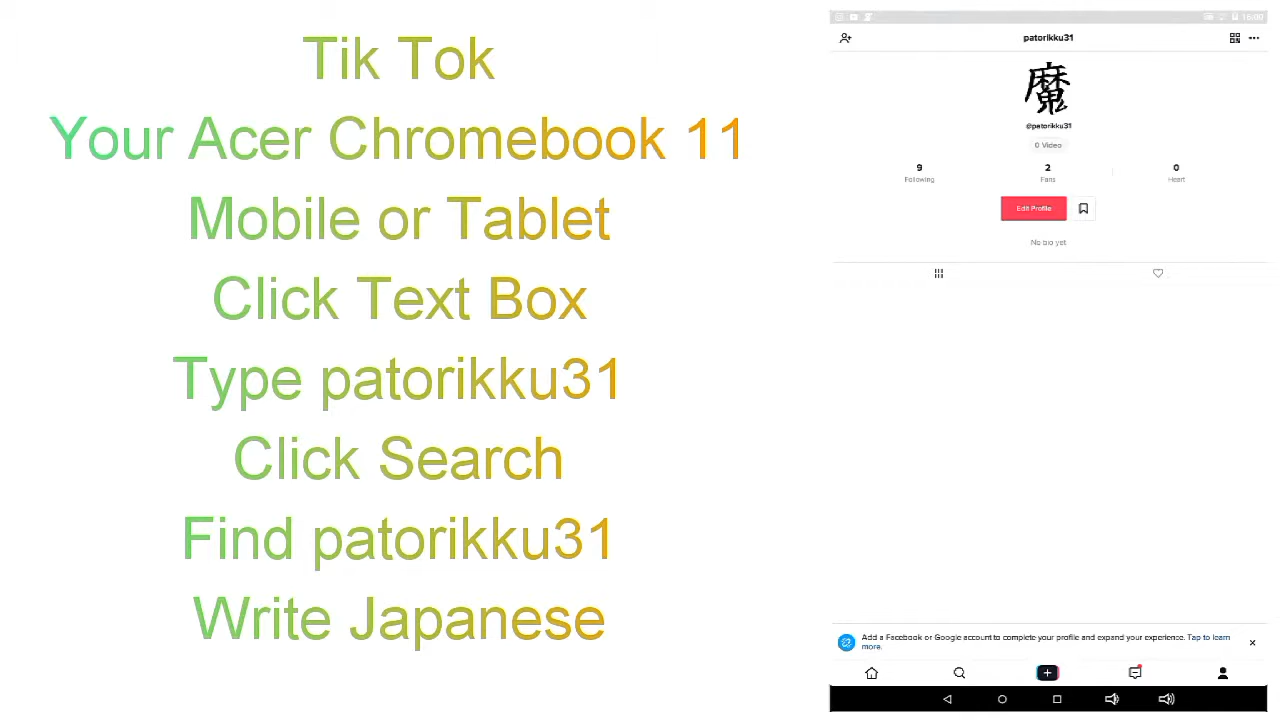 Tik Tok
Your Acer Chromebook 11
Mobile or Tablet
Click Text Box
Type patorikku31
Click Search
Find patorikku31
Write Japanese
16:00
patorikku31
魔
@patorikku31
0 Video
9
Following
2
Fans
0
Heart
Edit Profile
No bio yet
Add a Facebook or Google account to complete your profile and expand your experience. Tap to learn
more.